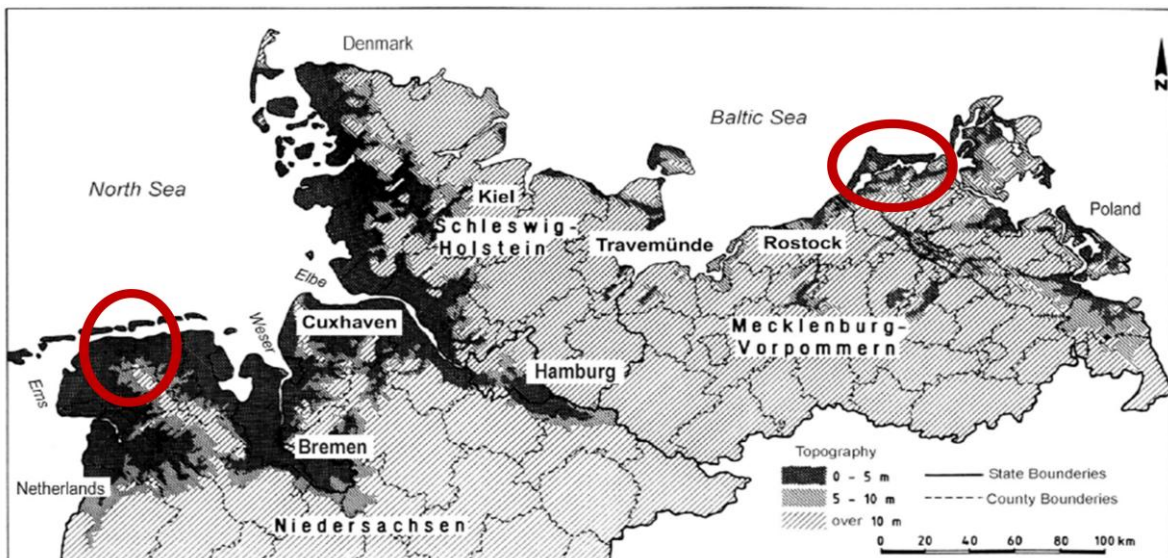 Denmark
N
Baltic Sea
North Sea
Kiel
Schleswig-
Holstein
Poland
Travemünde
Rostock
Elbe
Cuxhaven
Weser
Mecklenburg-
Vorpommern
Ems
Hamburg
Bremen
Netherlands
Niedersachsen
Topography
0 - 5 m
5 - 10 m
over 10 m
State Bounderies
County Bounderies
0 20 40 60 80 100 km